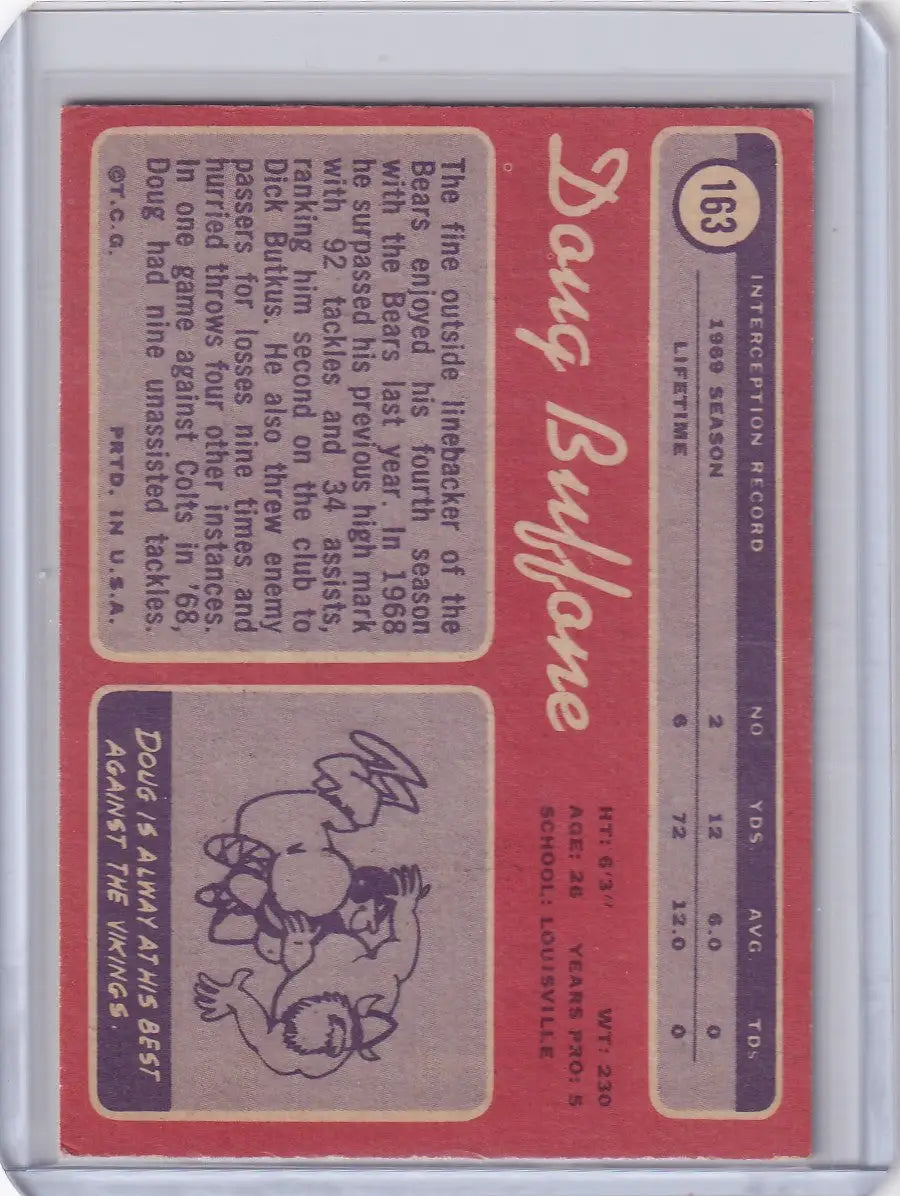 163
INTERCEPTION RECORD NO YDS. AVG. TDS
1969 SEASON 2 12 6.0 0
LIFETIME 6 72 12.0 0
Doug Buffone
HT: 6'3" WT: 230
AGE: 26 YEARS PRO: 5
SCHOOL: LOUISVILLE
The fine outside linebacker of the
Bears enjoyed his fourth season
with the Bears last year. In 1968
he surpassed his previous high mark
with 92 tackles and 34 assists,
ranking him second on the club to
Dick Butkus. He also threw enemy
passers for losses nine times and
hurried throws four other instances.
In one game against Colts in '68,
Doug had nine unassisted tackles.
©T.C.G. PRTD. IN U.S.A.
DOUG IS ALWAY AT HIS BEST
AGAINST THE VIKINGS.